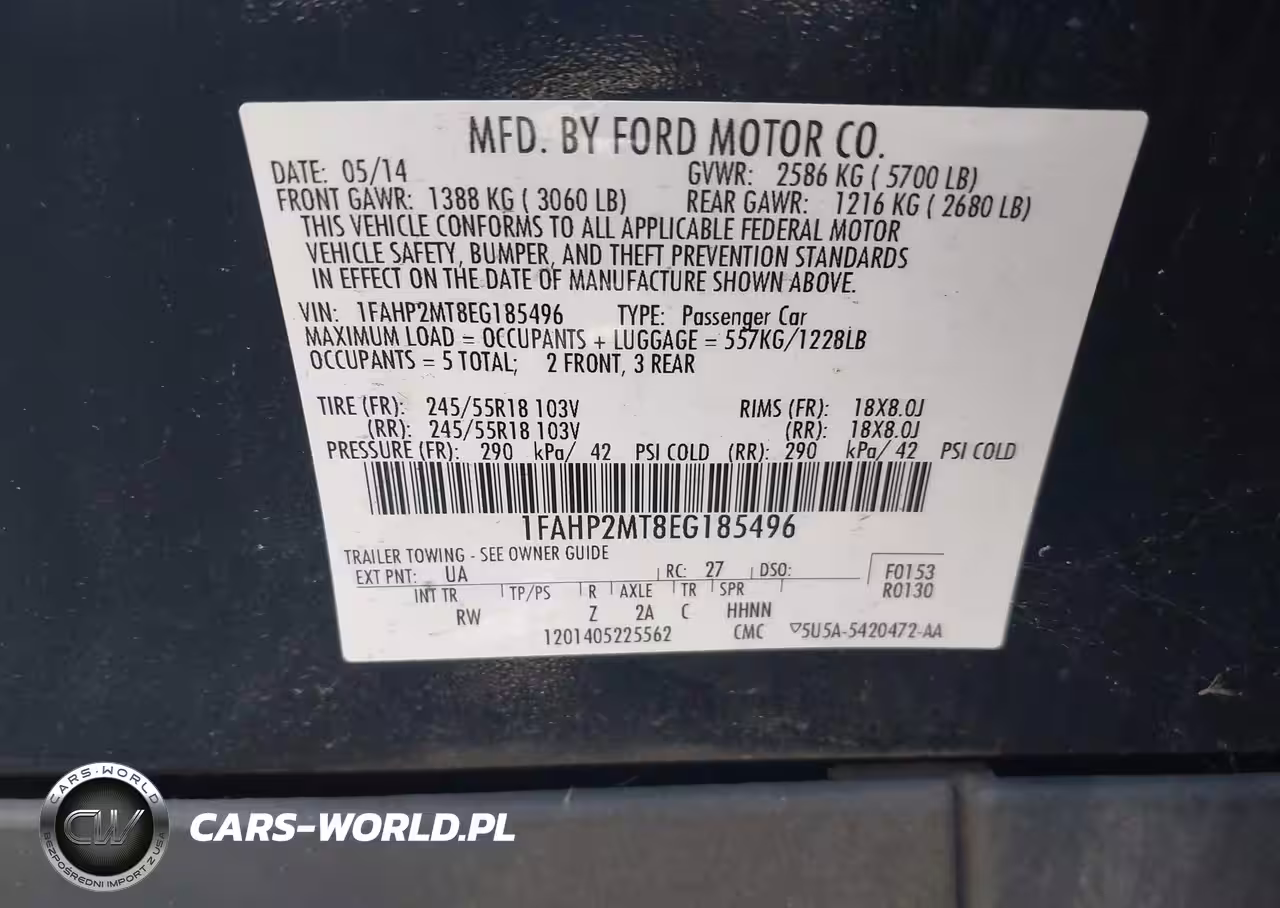 MFD. BY FORD MOTOR CO.
DATE: 05/14 GVWR: 2586 KG ( 5700 LB)
FRONT GAWR: 1388 KG ( 3060 LB) REAR GAWR: 1216 KG ( 2680 LB)
THIS VEHICLE CONFORMS TO ALL APPLICABLE FEDERAL MOTOR
VEHICLE SAFETY, BUMPER, AND THEFT PREVENTION STANDARDS
IN EFFECT ON THE DATE OF MANUFACTURE SHOWN ABOVE.
VIN: 1FAHP2MT8EG185496 TYPE: Passenger Car
MAXIMUM LOAD = OCCUPANTS + LUGGAGE = 557KG/1228LB
OCCUPANTS = 5 TOTAL; 2 FRONT, 3 REAR
TIRE (FR): 245/55R18 103V RIMS (FR): 18X8.0J
(RR): 245/55R18 103V (RR): 18X8.0J
PRESSURE (FR): 290 kPa/ 42 PSI COLD (RR): 290 kPa/ 42 PSI COLD
1FAHP2MT8EG185496
TRAILER TOWING - SEE OWNER GUIDE
EXT PNT: UA RC: 27 DSO: F0153
INT TR TP/PS R AXLE TR SPR R0130
RW Z 2A C HHNN
1201405225562 CMC ▽5U5A-5420472-AA
CARS-WORLD
CW
BEZPOŚREDNI IMPORT Z USA
CARS-WORLD.PL